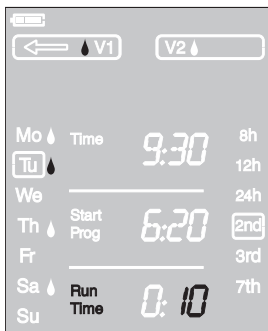 V1 V2
Mo Time 9:30 8h
Tu 12h
We 24h
Th Start Prog 6:20 2nd
Fr 3rd
Sa Run Time 0:10 7th
Su